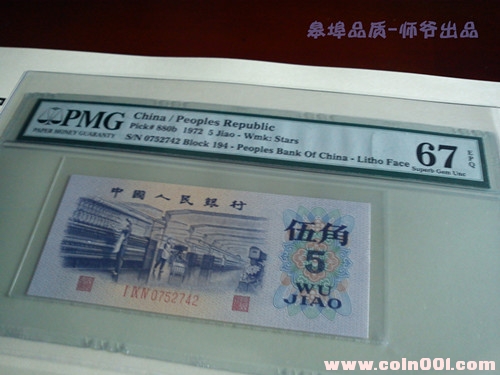 皋埠品质-师爷出品
PMG
PAPER MONEY GUARANTY
China / Peoples Republic
Pick# 880b 1972 5 Jiao - Wmk: Stars
S/N 0752742 Block 194 - Peoples Bank Of China - Litho Face
67
EPQ
Superb Gem Unc
中國人民銀行
伍角
5
WU
JIAO
I IX IV 0752742
www.coin001.com